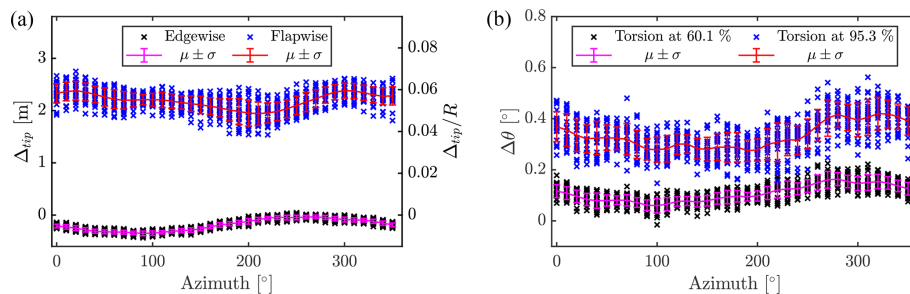 (a)
Edgewise
Flapwise
μ ± σ
μ ± σ
3
2
1
0
Δtip [m]
0.08
0.06
0.04
0.02
0
Δtip/R
0
100
200
300
Azimuth [°]
(b)
Torsion at 60.1 %
Torsion at 95.3 %
μ ± σ
μ ± σ
0.8
0.6
0.4
0.2
0
Δθ [°]
0
100
200
300
Azimuth [°]